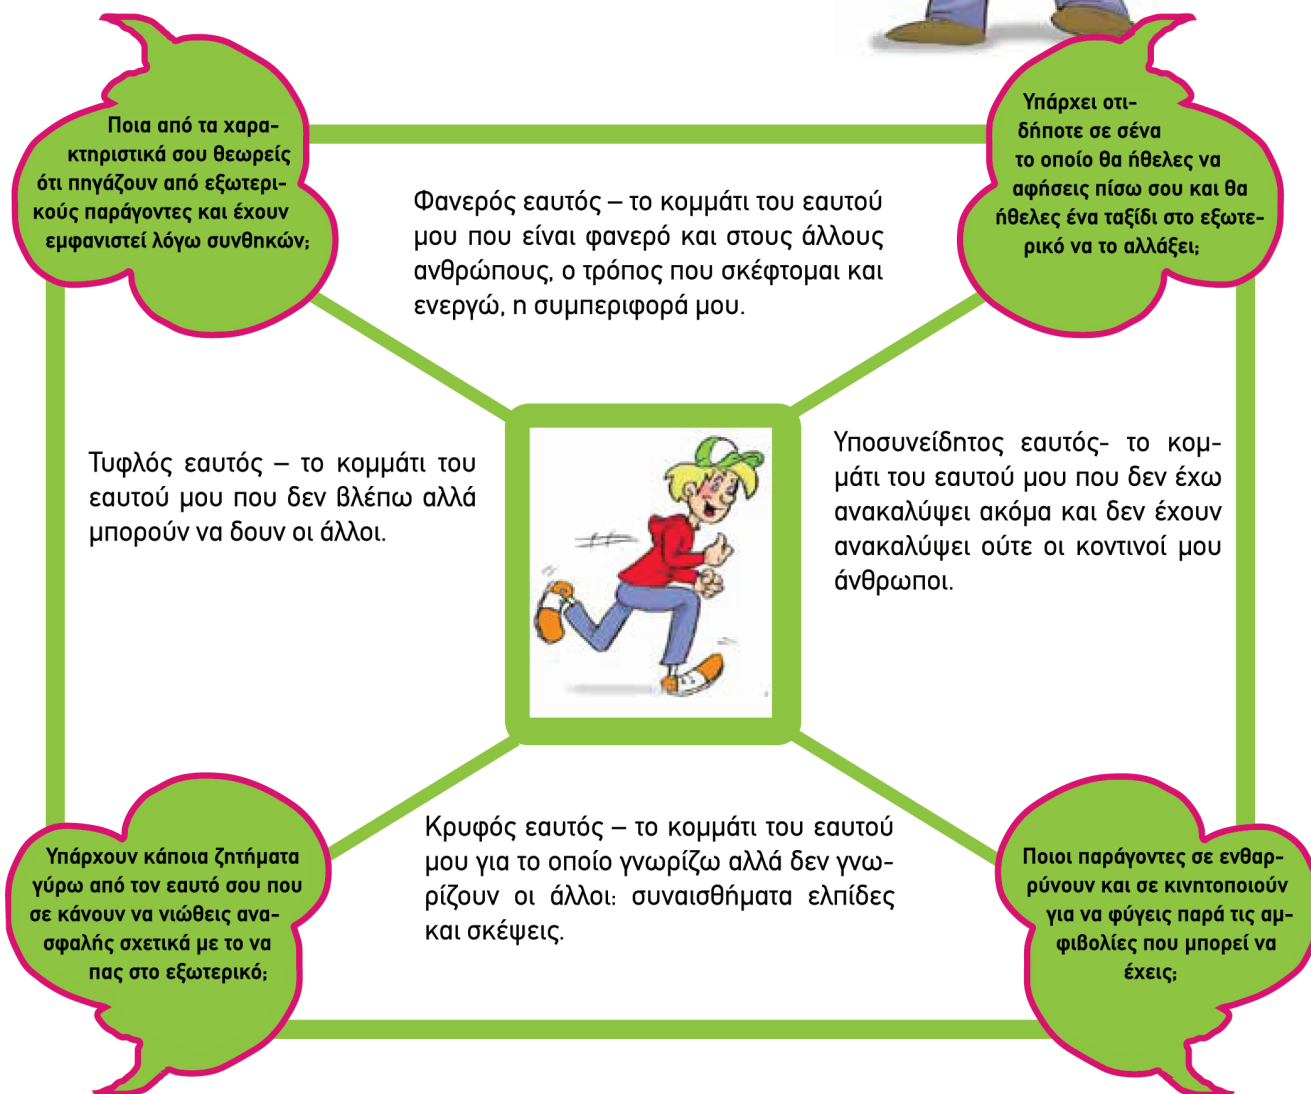 Ποια από τα χαρα-
κτηριστικά σου θεωρείς
ότι πηγάζουν από εξωτερι-
κούς παράγοντες και έχουν
εμφανιστεί λόγω συνθηκών;
Υπάρχει οτι-
δήποτε σε σένα
το οποίο θα ήθελες να
αφήσεις πίσω σου και θα
ήθελες ένα ταξίδι στο εξωτε-
ρικό να το αλλάξει;
Φανερός εαυτός – το κομμάτι του εαυτού
μου που είναι φανερό και στους άλλους
ανθρώπους, ο τρόπος που σκέφτομαι και
ενεργώ, η συμπεριφορά μου.
Τυφλός εαυτός – το κομμάτι του
εαυτού μου που δεν βλέπω αλλά
μπορούν να δουν οι άλλοι.
Υποσυνείδητος εαυτός- το κομ-
μάτι του εαυτού μου που δεν έχω
ανακαλύψει ακόμα και δεν έχουν
ανακαλύψει ούτε οι κοντινοί μου
άνθρωποι.
Κρυφός εαυτός – το κομμάτι του εαυτού
μου για το οποίο γνωρίζω αλλά δεν γνω-
ρίζουν οι άλλοι: συναισθήματα ελπίδες
και σκέψεις.
Υπάρχουν κάποια ζητήματα
γύρω από τον εαυτό σου που
σε κάνουν να νιώθεις ανα-
σφαλής σχετικά με το να
πας στο εξωτερικό;
Ποιοι παράγοντες σε ενθαρ-
ρύνουν και σε κινητοποιούν
για να φύγεις παρά τις αμ-
φιβολίες που μπορεί να
έχεις;